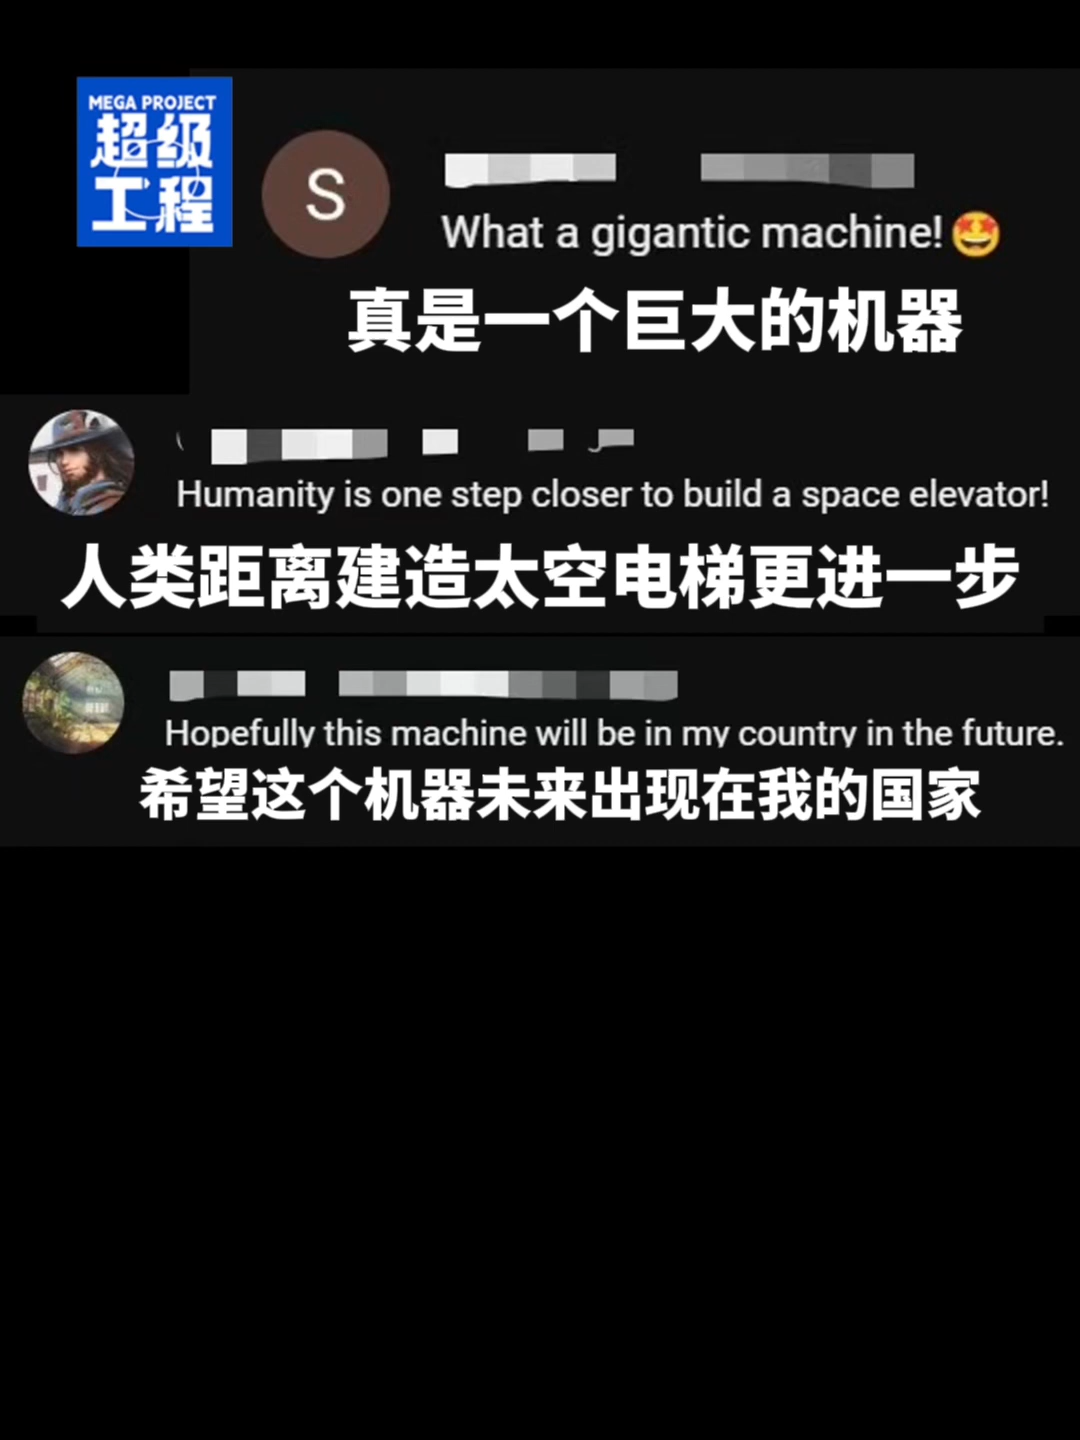 MEGA PROJECT
超级
工程
S
What a gigantic machine!🤩
真是一个巨大的机器
Humanity is one step closer to build a space elevator!
人类距离建造太空电梯更进一步
Hopefully this machine will be in my country in the future.
希望这个机器未来出现在我的国家